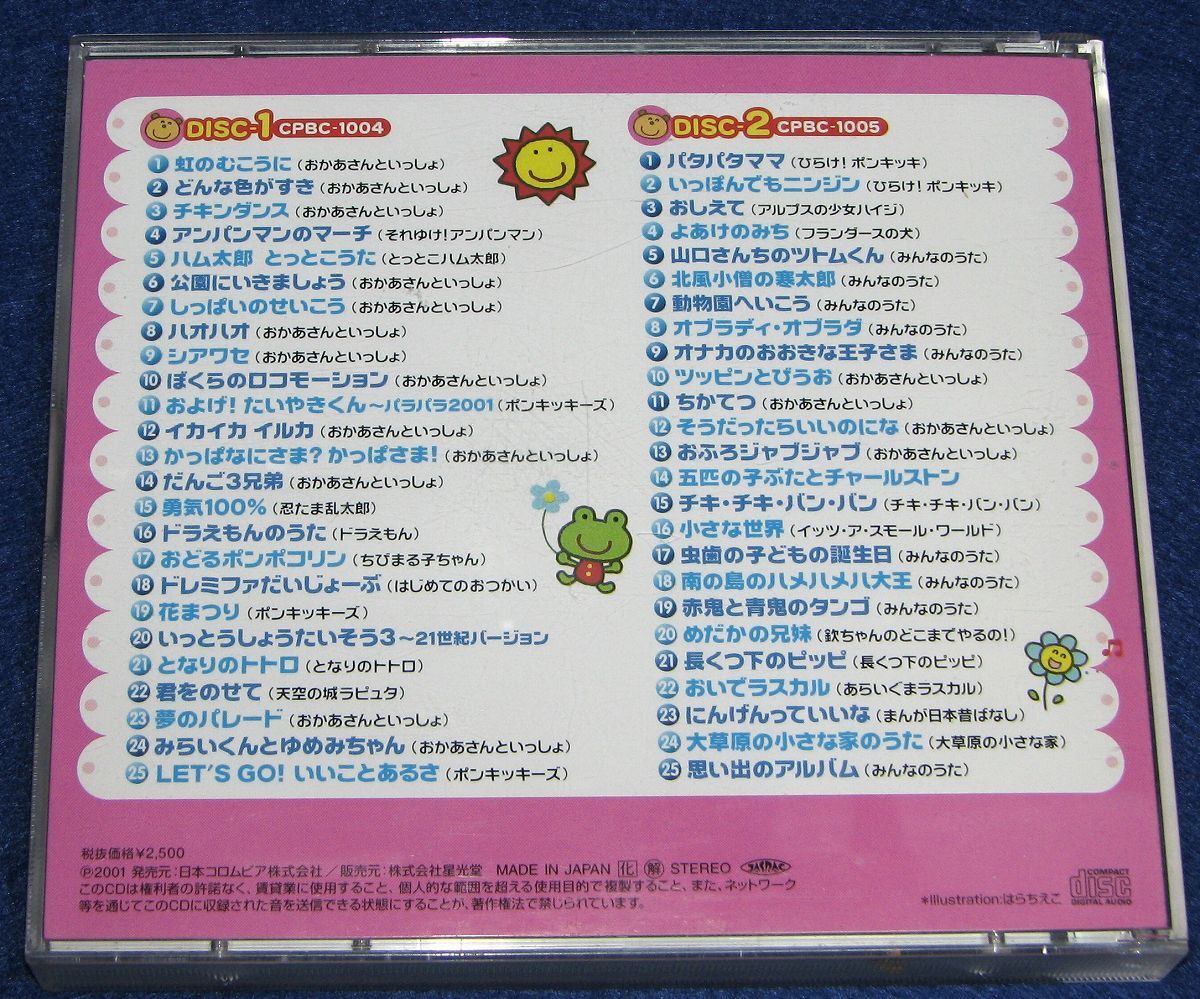 DISC-1 CPBC-1004
1 虹のむこうに(おかあさんといっしょ)
2 どんな色がすき(おかあさんといっしょ)
3 チキンダンス(おかあさんといっしょ)
4 アンパンマンのマーチ(それゆけ!アンパンマン)
5 ハム太郎 とっとこうた(とっとこハム太郎)
6 公園にいきましょう(おかあさんといっしょ)
7 しっぱいのせいこう(おかあさんといっしょ)
8 ハオハオ(おかあさんといっしょ)
9 シアワセ(おかあさんといっしょ)
10 ぼくらのロコモーション(おかあさんといっしょ)
11 およげ!たいやきくん〜パラパラ2001(ポンキッキーズ)
12 イカイカ イルカ(おかあさんといっしょ)
13 かっぱなにさま?かっぱさま!(おかあさんといっしょ)
14 だんご3兄弟(おかあさんといっしょ)
15 勇気100%(忍たま乱太郎)
16 ドラえもんのうた(ドラえもん)
17 おどるポンポコリン(ちびまる子ちゃん)
18 ドレミファだいじょーぶ(はじめてのおつかい)
19 花まつり(ポンキッキーズ)
20 いっとうしょうたいそう3〜21世紀バージョン
21 となりのトトロ(となりのトトロ)
22 君をのせて(天空の城ラピュタ)
23 夢のパレード(おかあさんといっしょ)
24 みらいくんとゆめみちゃん(おかあさんといっしょ)
25 LET'S GO! いいことあるさ(ポンキッキーズ)
DISC-2 CPBC-1005
1 パタパタママ(ひらけ!ポンキッキ)
2 いっぽんでもニンジン(ひらけ!ポンキッキ)
3 おしえて(アルプスの少女ハイジ)
4 よあけのみち(フランダースの犬)
5 山口さんちのツトムくん(みんなのうた)
6 北風小僧の寒太郎(みんなのうた)
7 動物園へいこう(みんなのうた)
8 オブラディ・オブラダ(みんなのうた)
9 オナカのおおきな王子さま(みんなのうた)
10 ツッピンとびうお(おかあさんといっしょ)
11 ちかてつ(おかあさんといっしょ)
12 そうだったらいいのにな(おかあさんといっしょ)
13 おふろジャブジャブ(おかあさんといっしょ)
14 五匹の子ぶたとチャールストン
15 チキ・チキ・バン・バン(チキ・チキ・バン・バン)
16 小さな世界(イッツ・ア・スモール・ワールド)
17 虫歯の子どもの誕生日(みんなのうた)
18 南の島のハメハメハ大王(みんなのうた)
19 赤鬼と青鬼のタンゴ(みんなのうた)
20 めだかの兄妹(欽ちゃんのどこまでやるの!)
21 長くつ下のピッピ(長くつ下のピッピ)
22 おいでラスカル(あらいぐまラスカル)
23 にんげんっていいな(まんが日本昔ばなし)
24 大草原の小さな家のうた(大草原の小さな家)
25 思い出のアルバム(みんなのうた)
税抜価格¥2,500
℗2001 発売元:日本コロムビア株式会社/販売元:株式会社星光堂 MADE IN JAPAN 化 解 STEREO JASRAC
このCDは権利者の許諾なく、賃貸業に使用すること、個人的な範囲を超える使用目的で複製すること、また、ネットワーク
等を通じてこのCDに収録された音を送信できる状態にすることが、著作権法で禁じられています。
*Illustration:はらちえこ
COMPACT
disc
DIGITAL AUDIO